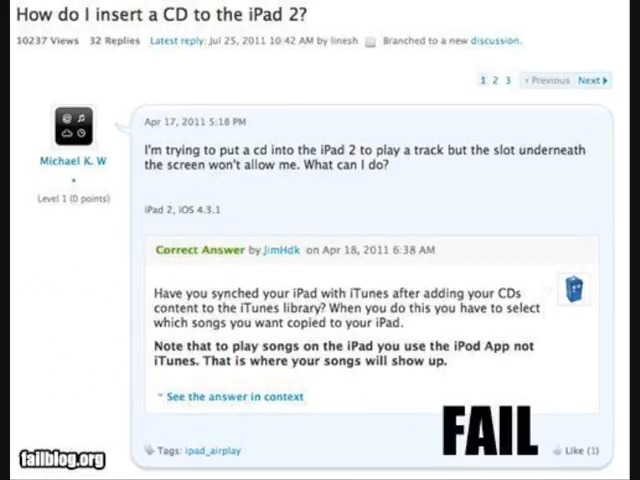 How do I insert a CD to the iPad 2?
10237 Views 32 Replies Latest reply: Jul 25, 2011 10:42 AM by linesh Branched to a new discussion.
1 2 3 Previous Next
Apr 17, 2011 5:18 PM
I'm trying to put a cd into the iPad 2 to play a track but the slot underneath
the screen won't allow me. What can I do?
Michael K. W
Level 1 (0 points)
iPad 2, iOS 4.3.1
Correct Answer by JimHdk on Apr 18, 2011 6:38 AM
Have you synched your iPad with iTunes after adding your CDs
content to the iTunes library? When you do this you have to select
which songs you want copied to your iPad.
Note that to play songs on the iPad you use the iPod App not
iTunes. That is where your songs will show up.
See the answer in context
FAIL
Tags: ipad_airplay
Like (1)
failblog.org